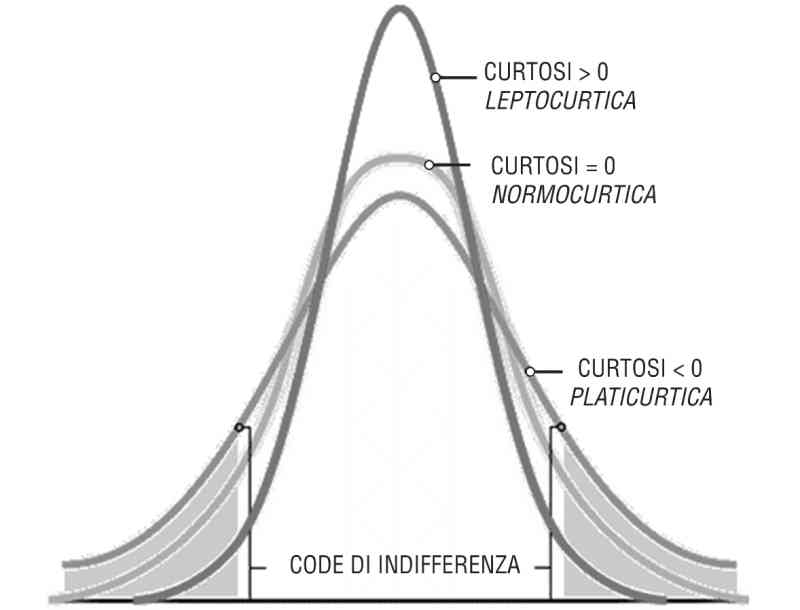 CURTOSI > 0
LEPTOCURTICA
CURTOSI = 0
NORMOCURTICA
CURTOSI < 0
PLATICURTICA
CODE DI INDIFFERENZA